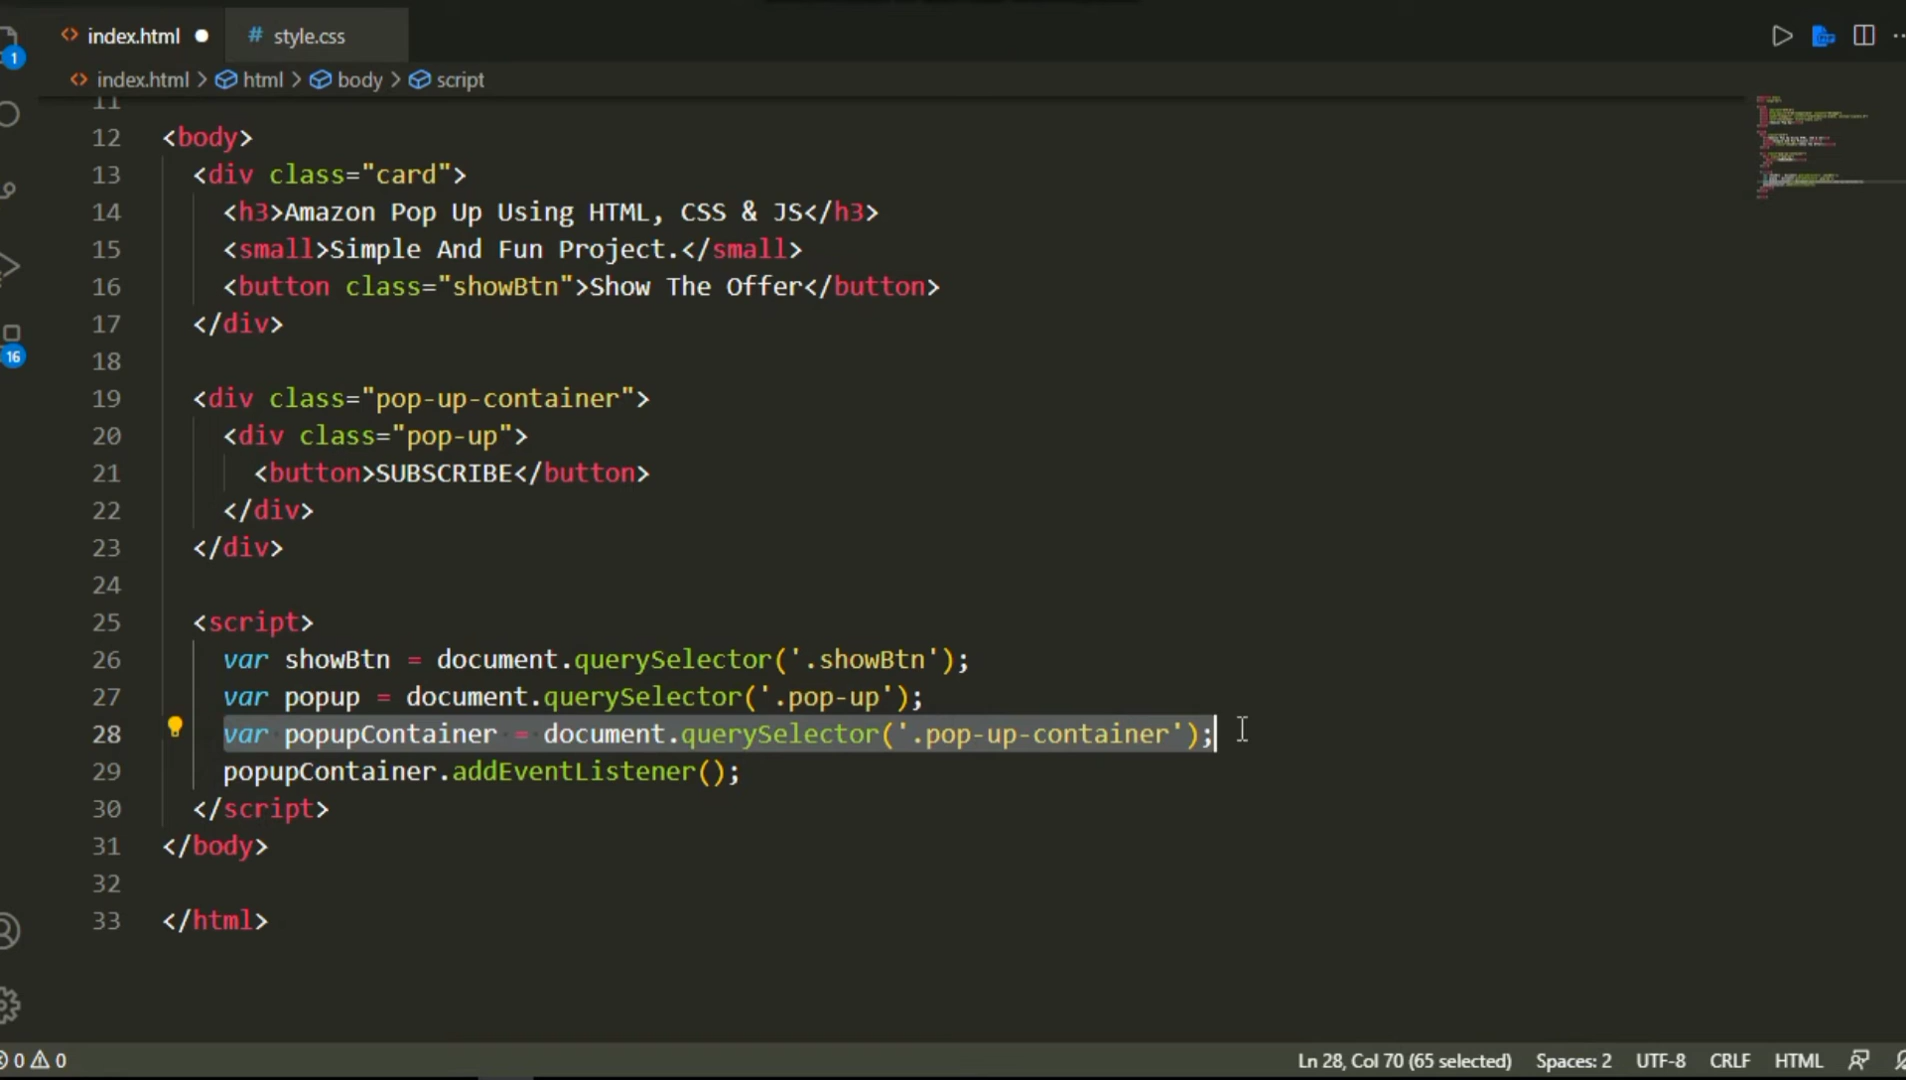 index.html
# style.css
1
index.html > html > body > script
11
12 <body>
13 <div class="card">
14 <h3>Amazon Pop Up Using HTML, CSS & JS</h3>
15 <small>Simple And Fun Project.</small>
16 <button class="showBtn">Show The Offer</button>
17 </div>
16
18
19 <div class="pop-up-container">
20 <div class="pop-up">
21 <button>SUBSCRIBE</button>
22 </div>
23 </div>
24
25 <script>
26 var showBtn = document.querySelector('.showBtn');
27 var popup = document.querySelector('.pop-up');
28 var popupContainer = document.querySelector('.pop-up-container');
29 popupContainer.addEventListener();
30 </script>
31 </body>
32
33 </html>
0 0 Ln 28, Col 70 (65 selected) Spaces: 2 UTF-8 CRLF HTML